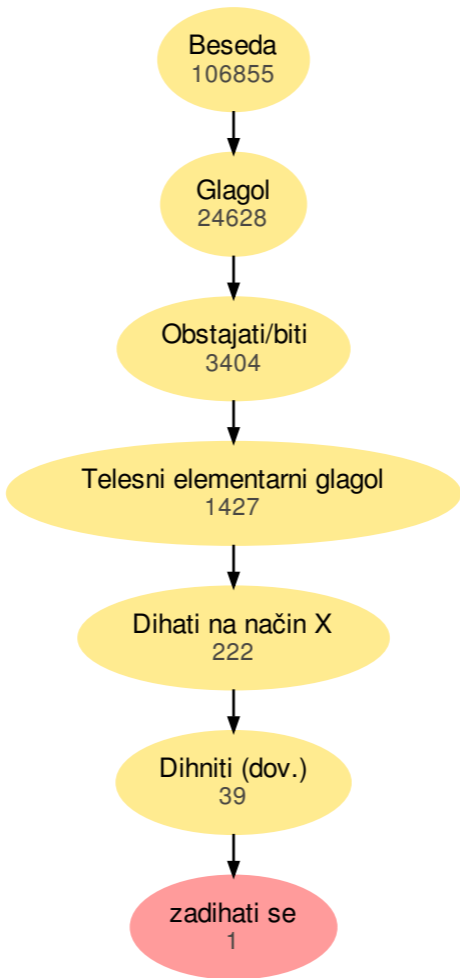 Beseda
106855
Glagol
24628
Obstajati/biti
3404
Telesni elementarni glagol
1427
Dihati na način X
222
Dihniti (dov.)
39
zadihati se
1